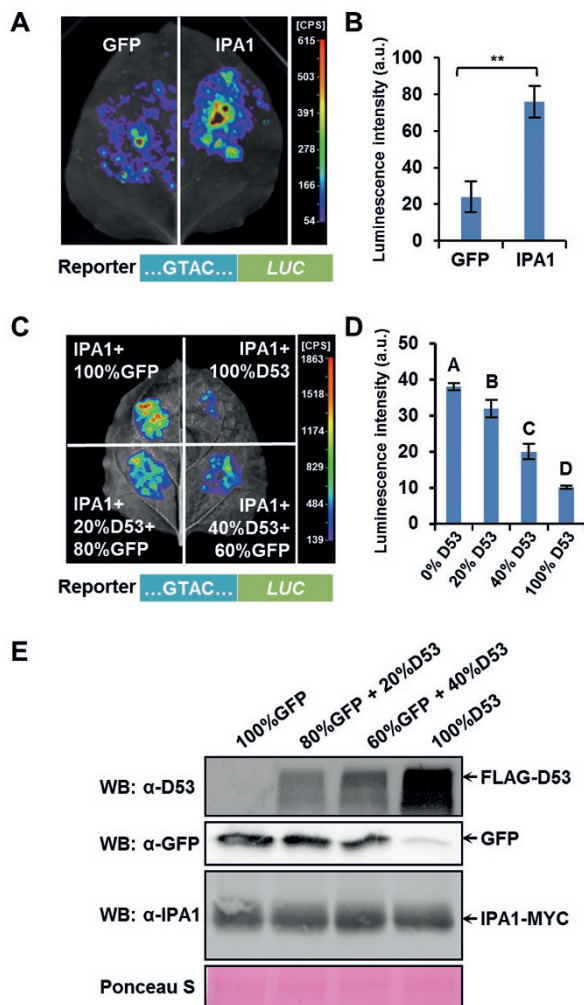 A
GFP
IPA1
[CPS]
615
503
391
278
166
54
Reporter
...GTAC...
LUC
B
Luminescence intensity (a.u.)
100
80
60
40
20
0
**
GFP
IPA1
C
IPA1+
100%GFP
IPA1+
100%D53
IPA1+
20%D53+
80%GFP
IPA1+
40%D53+
60%GFP
[CPS]
1863
1518
1174
829
484
139
Reporter
...GTAC...
LUC
D
Luminescence intensity (a.u.)
50
40
30
20
10
0
A
B
C
D
0% D53
20% D53
40% D53
100% D53
E
100%GFP
80%GFP + 20%D53
60%GFP + 40%D53
100%D53
WB: α-D53
FLAG-D53
WB: α-GFP
GFP
WB: α-IPA1
IPA1-MYC
Ponceau S